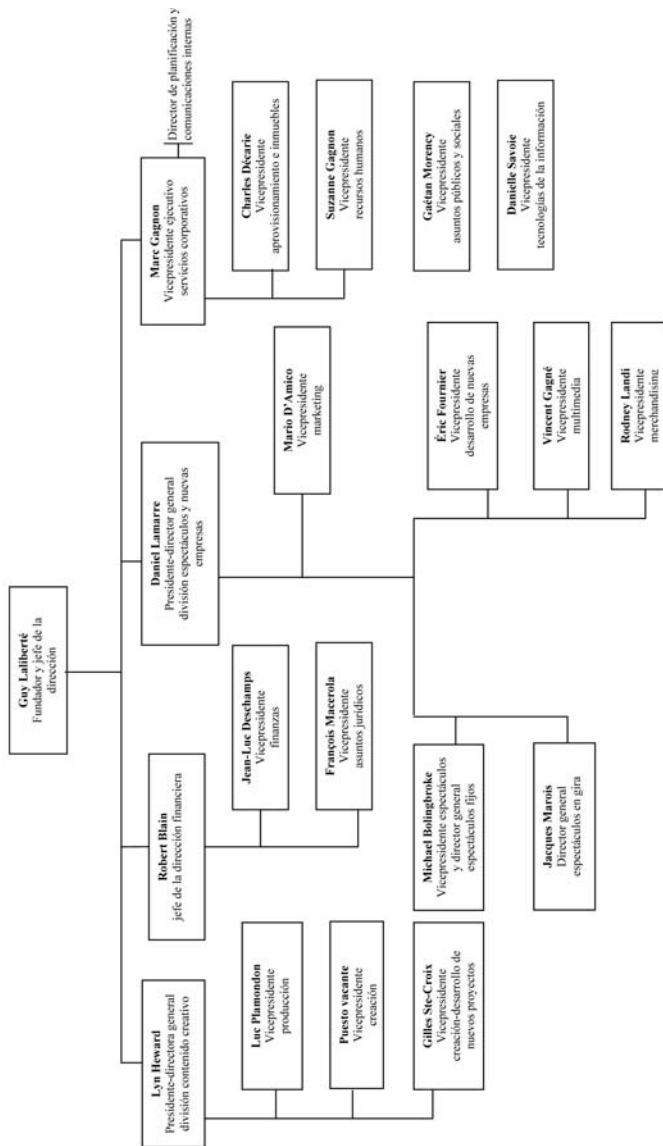 Guy Laliberté
Fundador y jefe de la
dirección
Lyn Heward
Presidente-directora general
división contenido creativo
Luc Plamondon
Vicepresidente
producción
Puesto vacante
Vicepresidente
creación
Gilles Ste-Croix
Vicepresidente
creación-desarrollo de
nuevos proyectos
Robert Blain
jefe de la dirección financiera
Jean-Luc Deschamps
Vicepresidente
finanzas
François Macerola
Vicepresidente
asuntos jurídicos
Daniel Lamarre
Presidente-director general
división espectáculos y nuevas
empresas
Mario D'Amico
Vicepresidente
marketing
Michael Bolingbroke
Vicepresidente espectáculos
y director general
espectáculos fijos
Jacques Marois
Director general
espectáculos en gira
Éric Fournier
Vicepresidente
desarrollo de nuevas
empresas
Vincent Gagné
Vicepresidente
multimedia
Rodney Landi
Vicepresidente
merchandising
Marc Gagnon
Vicepresidente ejecutivo
servicios corporativos
Director de planificación y
comunicaciones internas
Charles Décarie
Vicepresidente
aprovisionamiento e inmuebles
Suzanne Gagnon
Vicepresidente
recursos humanos
Gaétan Morency
Vicepresidente
asuntos públicos y sociales
Danielle Savoie
Vicepresidente
tecnologías de la información